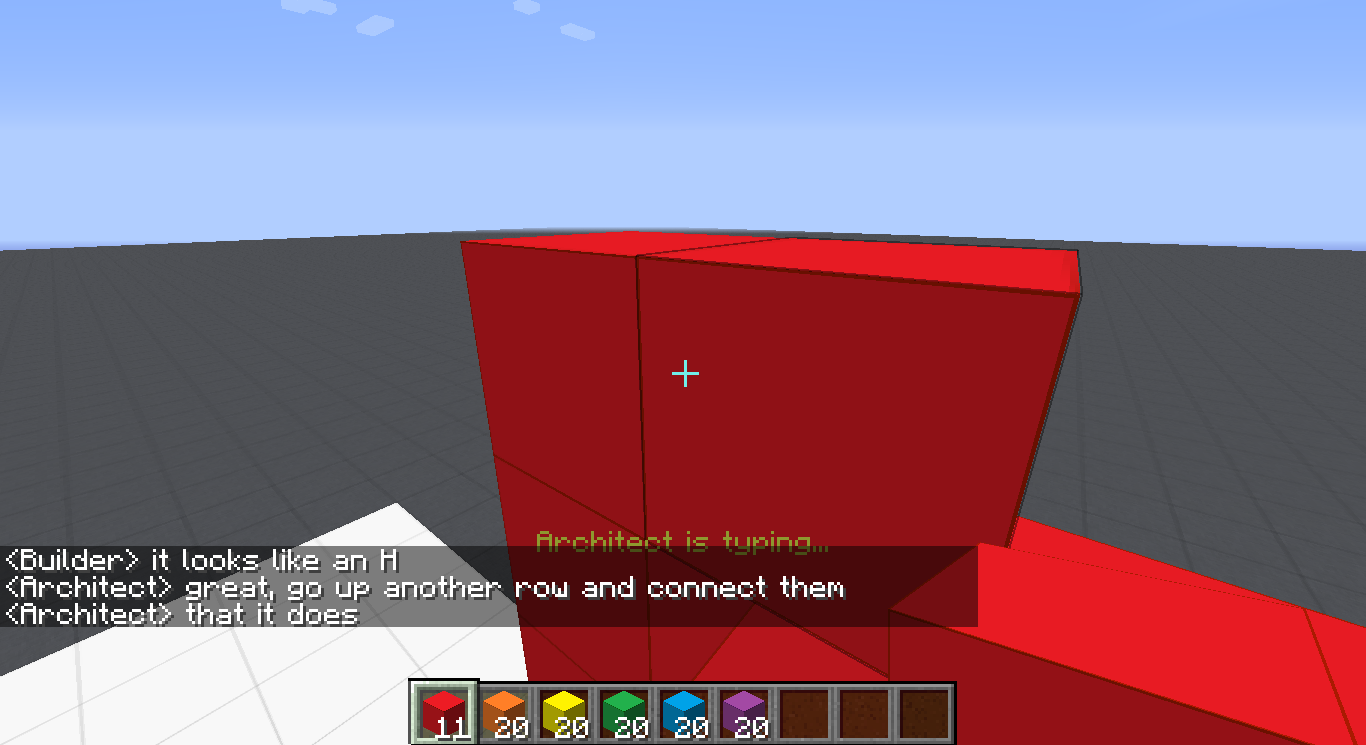 Architect is typing...
<Builder> it looks like an H
<Architect> great, go up another row and connect them
<Architect> that it does
11 20 20 20 20 20